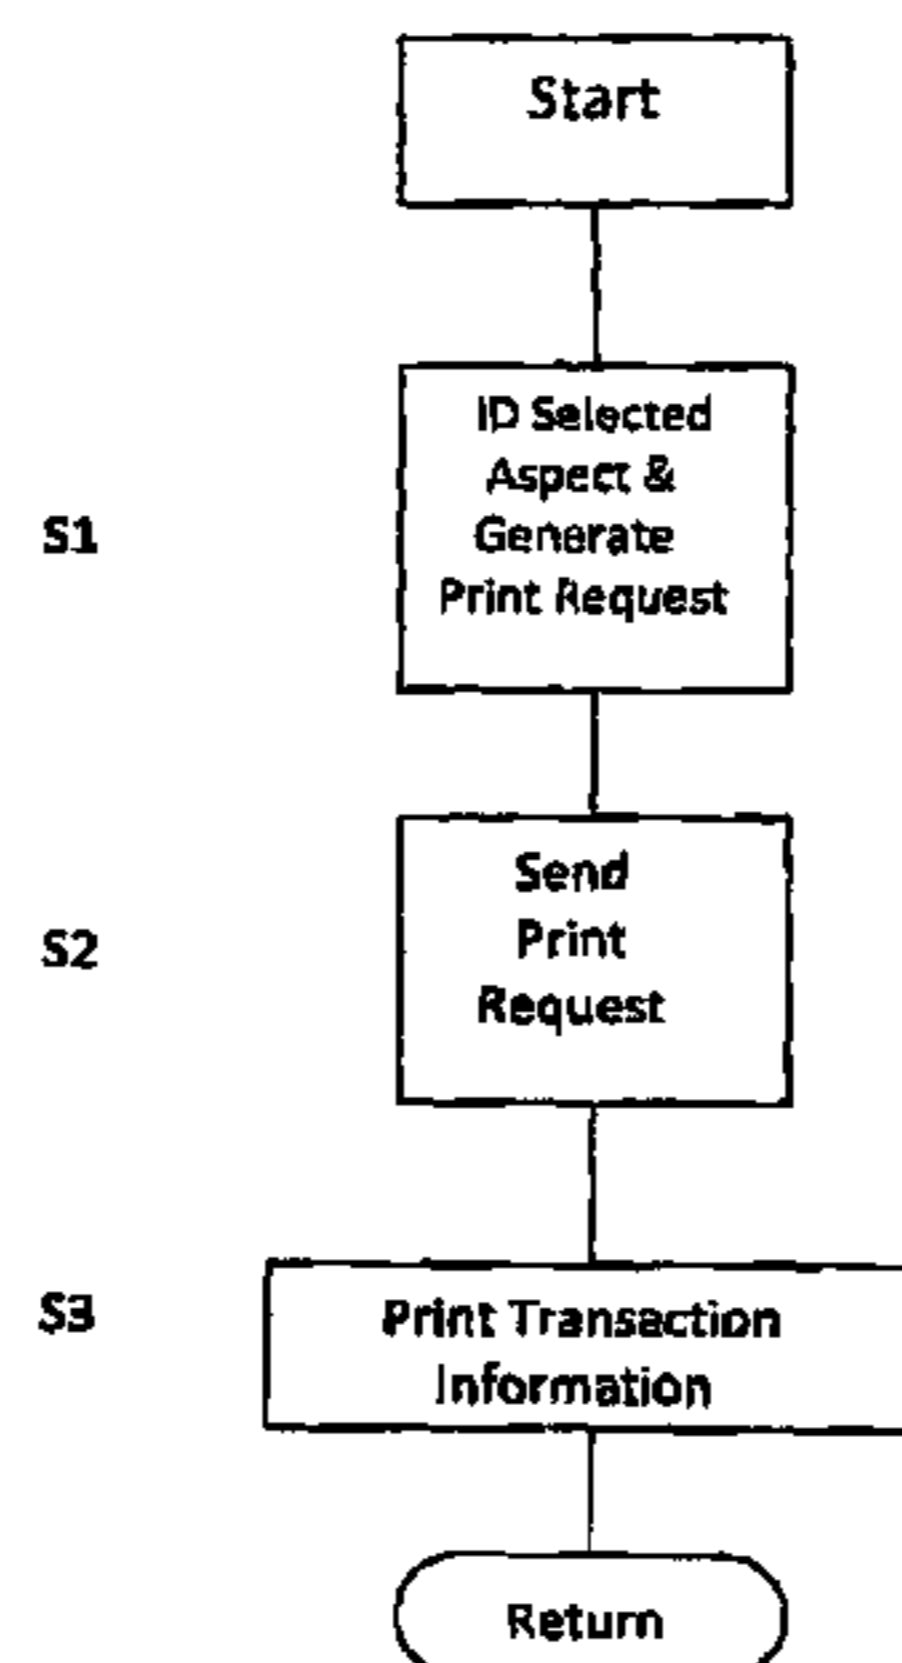 Start
S1
ID Selected
Aspect &
Generate
Print Request
S2
Send
Print
Request
S3
Print Transaction
Information
Return